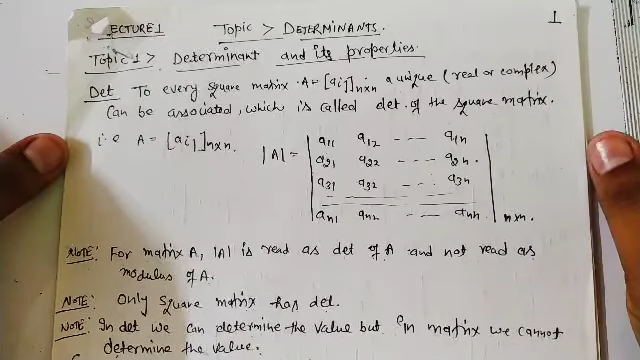 LECTURE 1 Topic > DETERMINANTS. 1
Topic 1 > Determinant and its properties.
Def To every square matrix A = [aij]nxn a unique (real or complex)
Can be associated, which is called det. of the square matrix.
i.e A = [aij]nxn. |A| =
a11 a12 --- a1n
a21 a22 ---- a2n.
a31 a32 ---- a3n
an1 an2 ---- ann nxn.
NOTE: For matrix A, |A| is read as det of A and not read as
modulus of A.
NOTE: Only square matrix has det.
NOTE: In det we can determine the value but in matrix we cannot
determine the value.